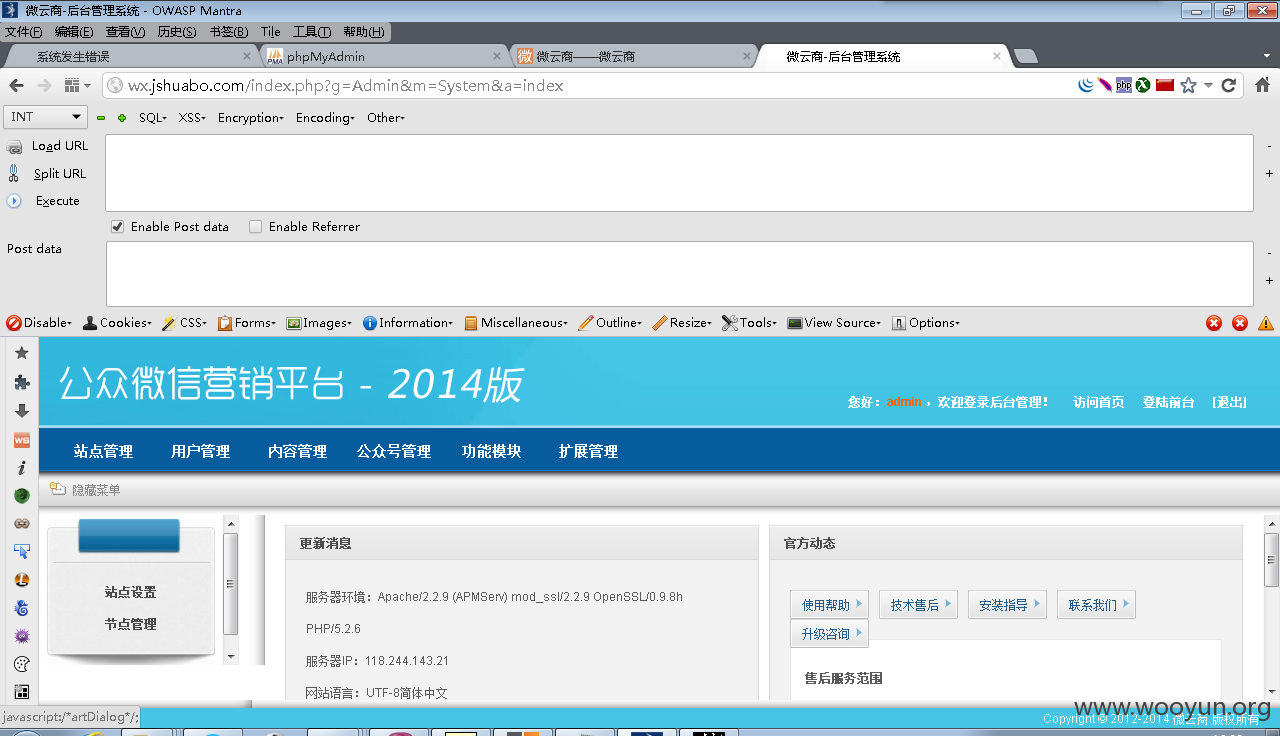 微云商-后台管理系统 - OWASP Mantra
文件(F) 编辑(E) 查看(V) 历史(S) 书签(B) Tile 工具(T) 帮助(H)
系统发生错误 phpMyAdmin 微云商——微云商 微云商-后台管理系统
wx.jshuabo.com/index.php?g=Admin&m=System&a=index
INT SQL XSS Encryption Encoding Other
Load URL
Split URL
Execute
Enable Post data Enable Referrer
Post data
Disable Cookies CSS Forms Images Information Miscellaneous Outline Resize Tools View Source Options
公众微信营销平台 - 2014版
您好：admin ，欢迎登录后台管理！ 访问首页 登陆前台 [退出]
站点管理 用户管理 内容管理 公众号管理 功能模块 扩展管理
隐藏菜单
站点设置
节点管理
更新消息
服务器环境：Apache/2.2.9 (APMServ) mod_ssl/2.2.9 OpenSSL/0.9.8h
PHP/5.2.6
服务器IP：118.244.143.21
网站语言：UTF-8简体中文
官方动态
使用帮助 技术售后 安装指导 联系我们
升级咨询
售后服务范围
javascript:/*artDialog*/;
www.wooyun.org
Copyright © 2012-2014 微云商 版权所有